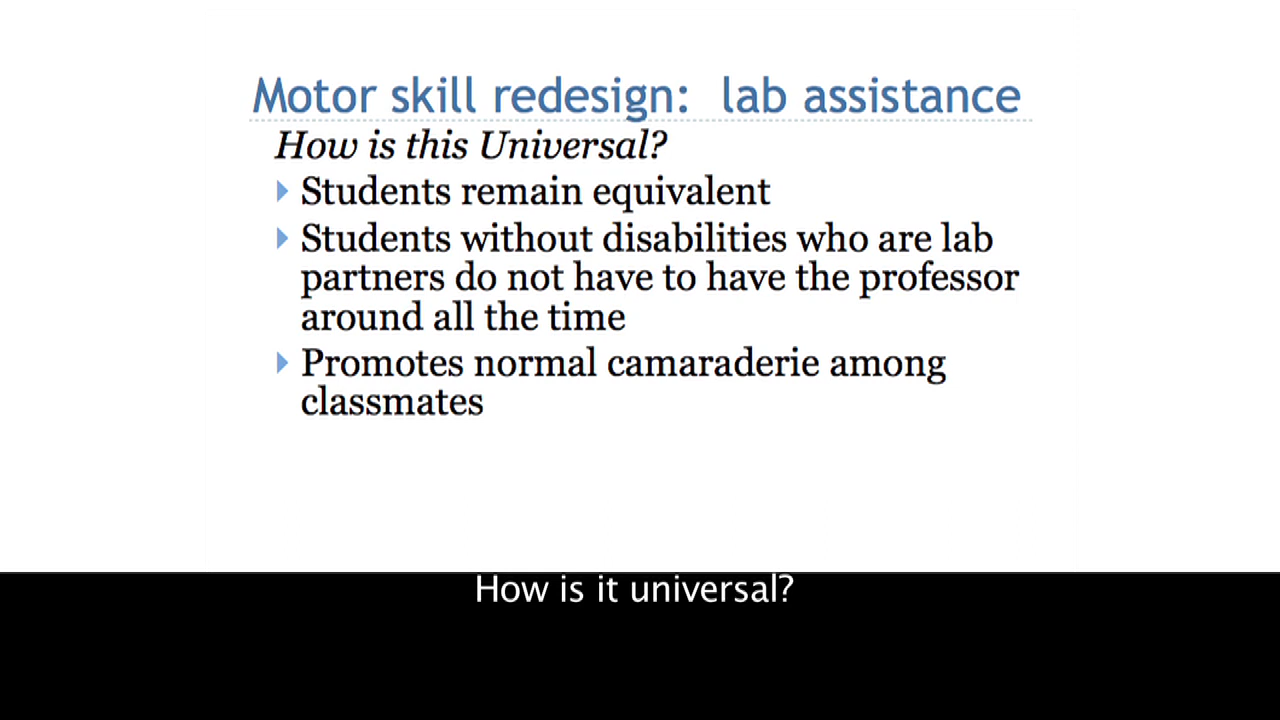 Motor skill redesign: lab assistance
How is this Universal?
Students remain equivalent
Students without disabilities who are lab
partners do not have to have the professor
around all the time
Promotes normal camaraderie among
classmates
How is it universal?